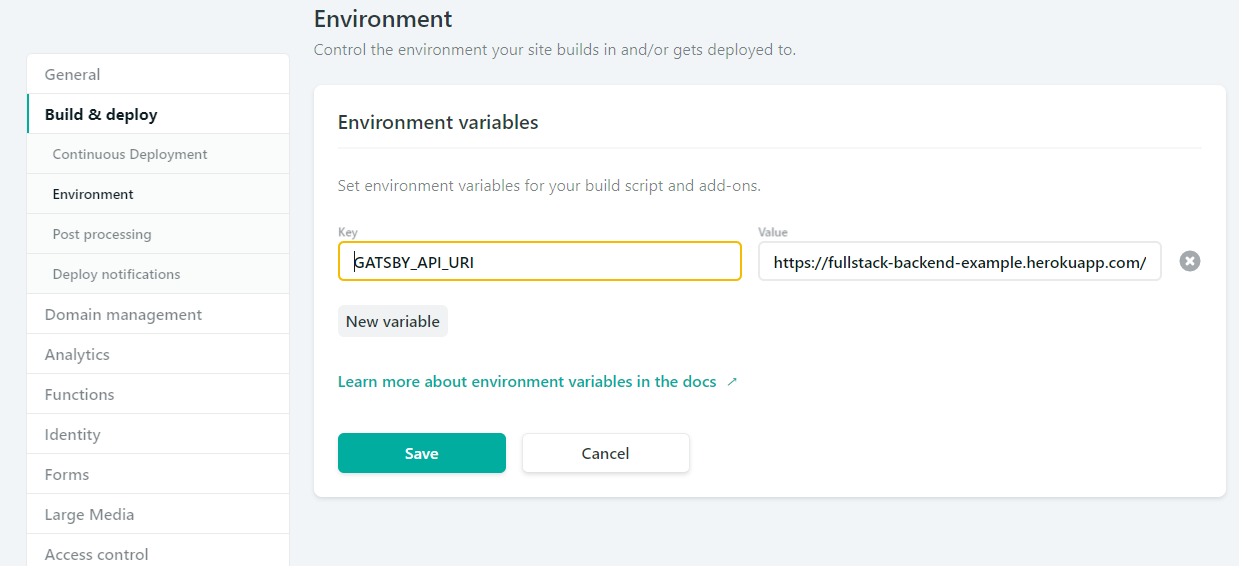 Environment
Control the environment your site builds in and/or gets deployed to.
General
Build & deploy
Continuous Deployment
Environment
Post processing
Deploy notifications
Domain management
Analytics
Functions
Identity
Forms
Large Media
Access control
Environment variables
Set environment variables for your build script and add-ons.
Key
Value
GATSBY_API_URI
https://fullstack-backend-example.herokuapp.com/
New variable
Learn more about environment variables in the docs ↗
Save
Cancel